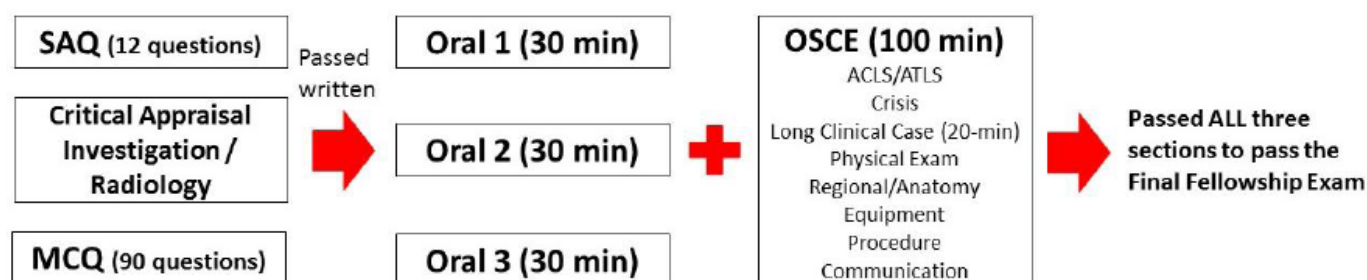 SAQ (12 questions)
Critical Appraisal
Investigation /
Radiology
MCQ (90 questions)
Passed
written
Oral 1 (30 min)
Oral 2 (30 min)
Oral 3 (30 min)
OSCE (100 min)
ACLS/ATLS
Crisis
Long Clinical Case (20-min)
Physical Exam
Regional/Anatomy
Equipment
Procedure
Communication
Passed ALL three
sections to pass the
Final Fellowship Exam